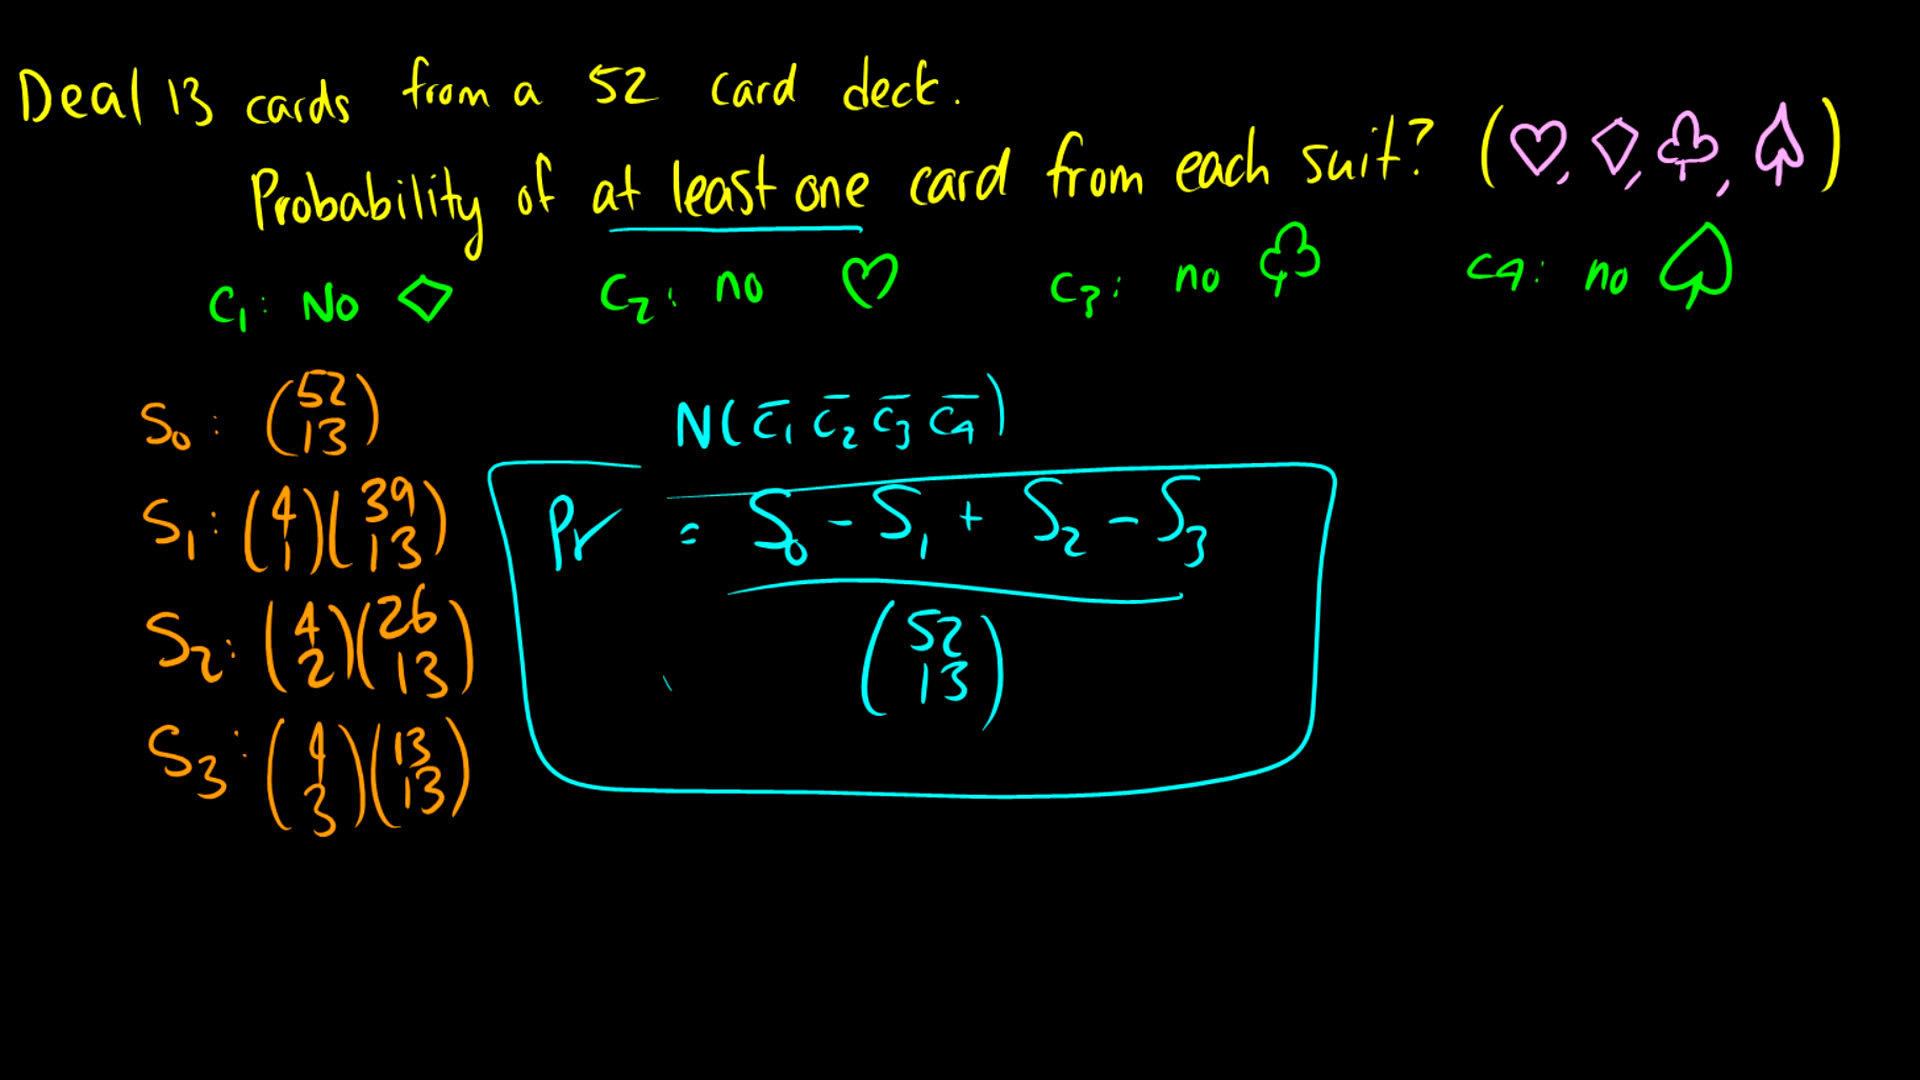 Deal 13 cards from a 52 card deck.
Probability of at least one card from each suit? (♡, ◇, ♧, ♤)
C₁: No ◇ C₂: no ♡ C₃: no ♧ C4: no ♤
S₀: (52 13)
N(c̄₁ c̄₂ c̄₃ c̄₄)
S₁: (4 1)(39 13)
Pr = S₀ - S₁ + S₂ - S₃
S₂: (4 2)(26 13)
(52 13)
S₃: (4 3)(13 13)